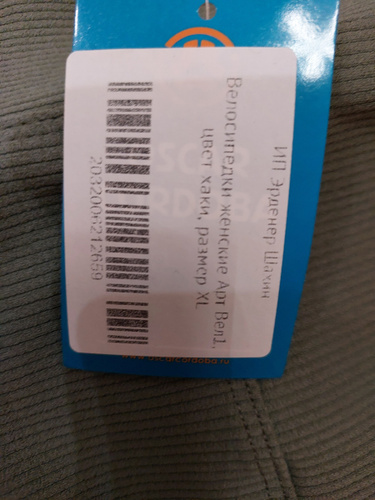 ИП Эрденер Шахин
Велосипедки женские Арт Вел1,
цвет хаки, размер XL
2032006212659